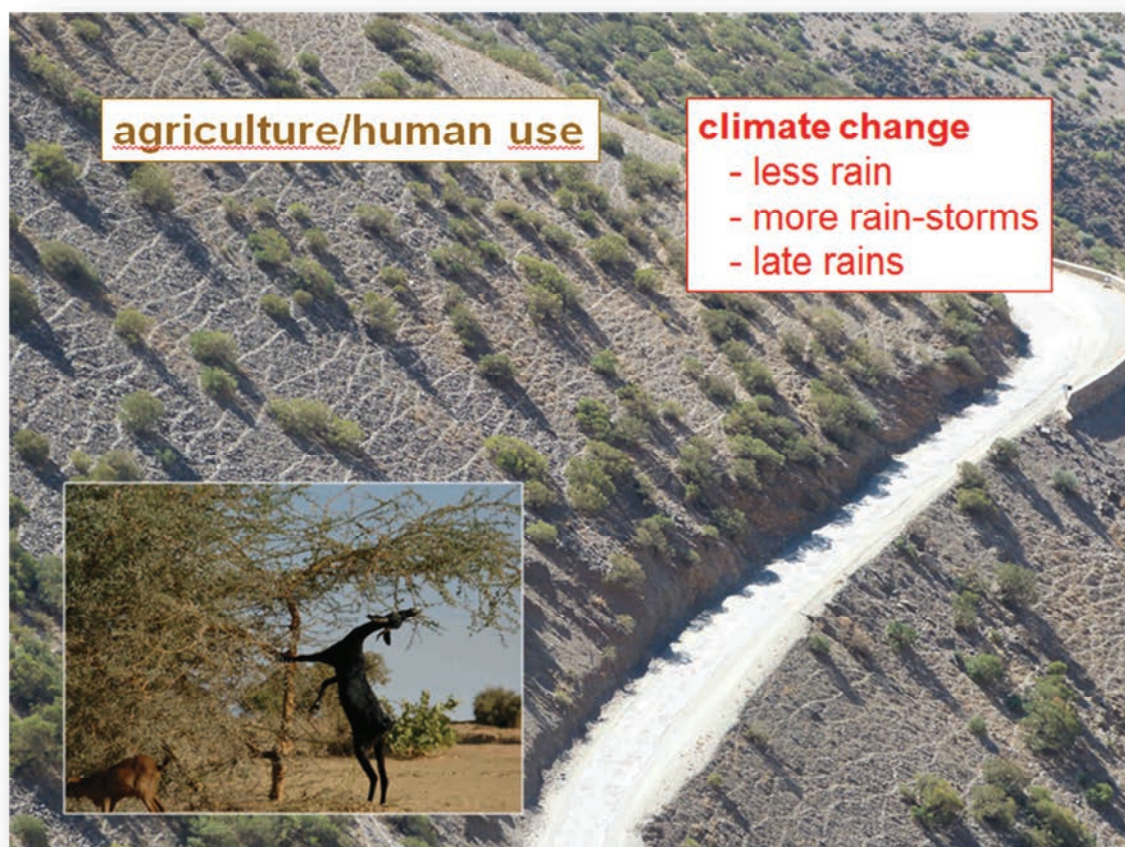 agriculture/human use
climate change
- less rain
- more rain-storms
- late rains